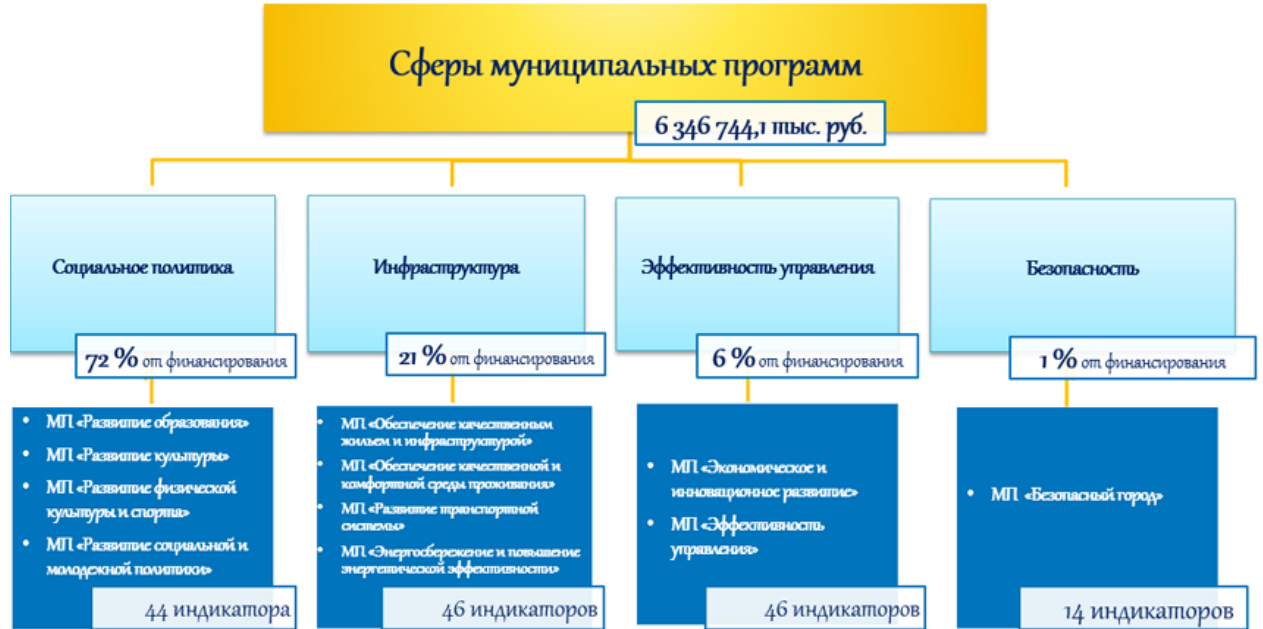 Сферы муниципальных программ
6 346 744,1 тыс. руб.
Социальное политика
72 % от финансирования
• МП «Развитие образования»
• МП «Развитие культуры»
• МП «Развитие физической
культуры и спорта»
• МП «Развитие социальной и
молодежной политики»
44 индикатора
Инфраструктура
21 % от финансирования
• МП «Обеспечение качественным
жильем и инфраструктурой»
• МП «Обеспечение качественной и
комфортной среды проживания»
• МП «Развитие транспортной
системы»
• МП «Энергосбережение и повышение
энергетической эффективности»
46 индикаторов
Эффективность управления
6 % от финансирования
• МП «Экономическое и
инновационное развитие»
• МП «Эффективность
управления»
46 индикаторов
Безопасность
1 % от финансирования
• МП «Безопасный город»
14 индикаторов